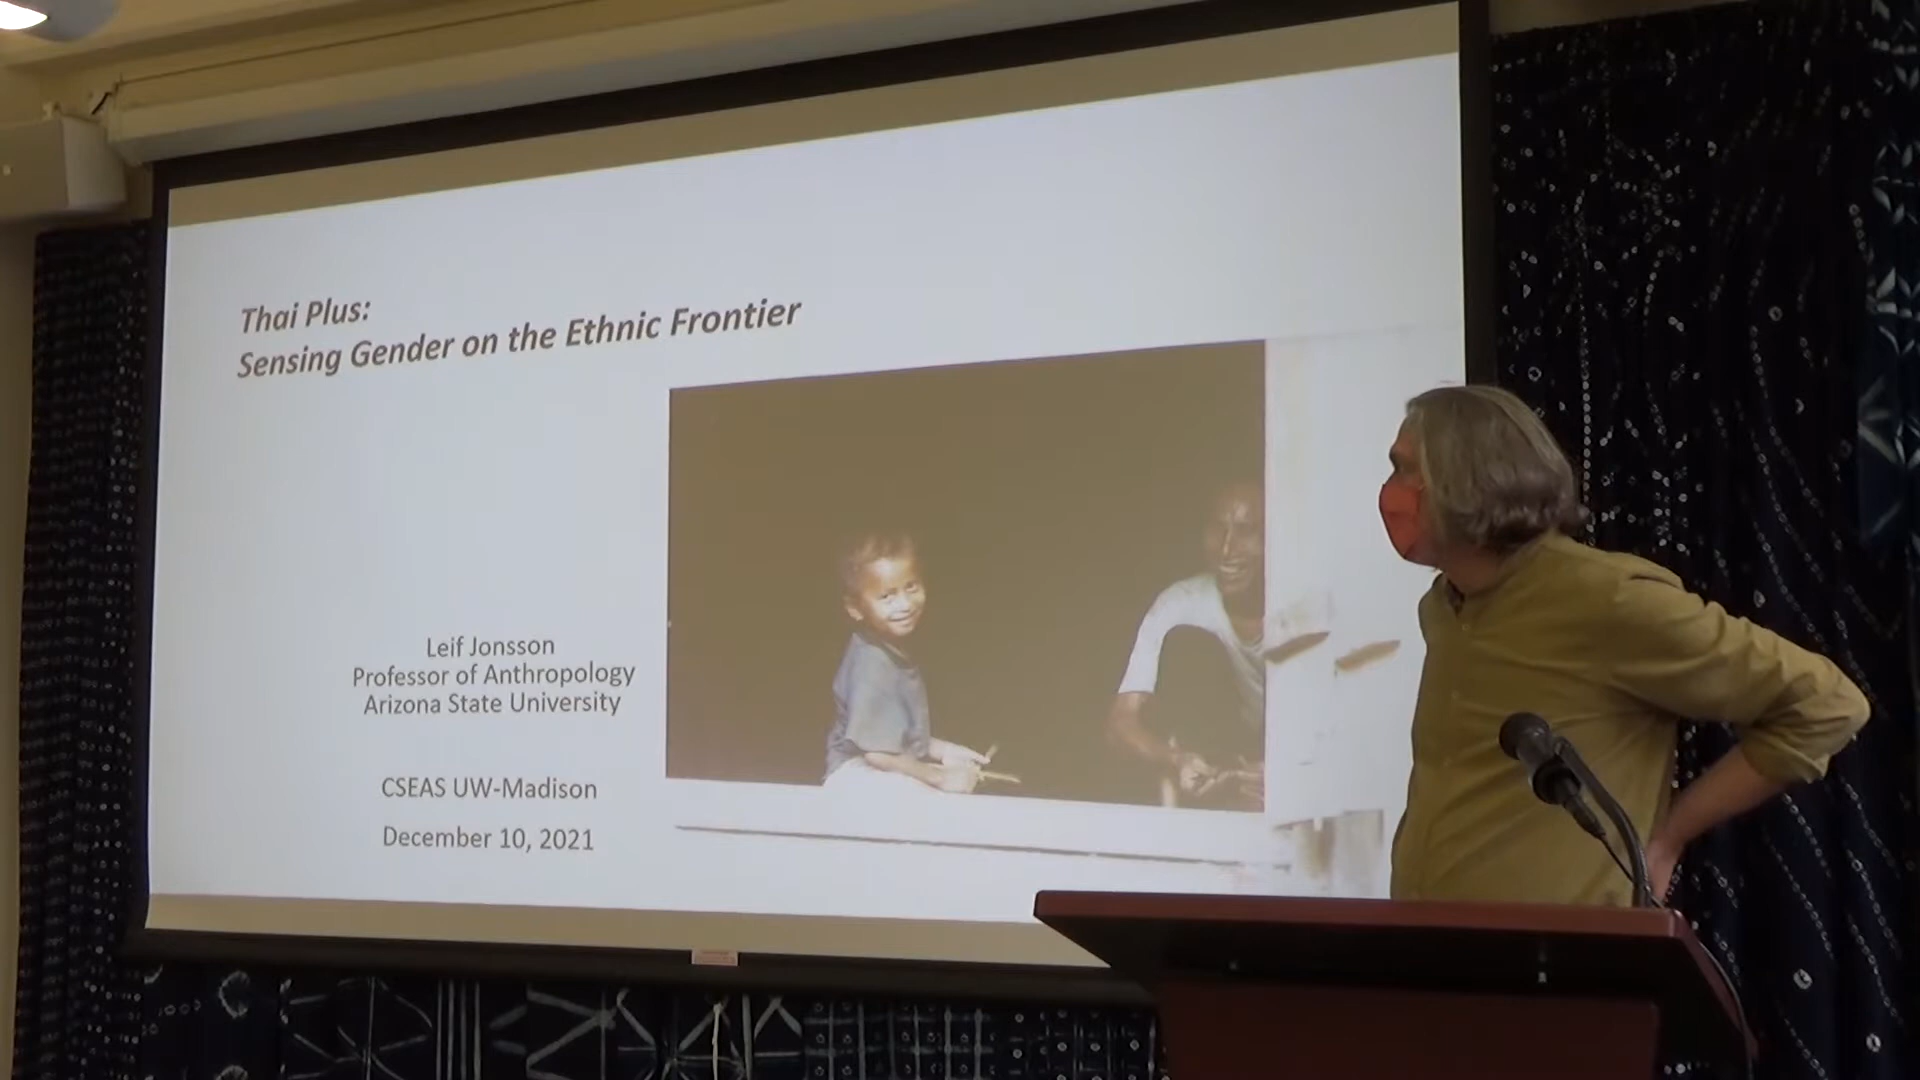 Thai Plus:
Sensing Gender on the Ethnic Frontier
Leif Jonsson
Professor of Anthropology
Arizona State University
CSEAS UW-Madison
December 10, 2021